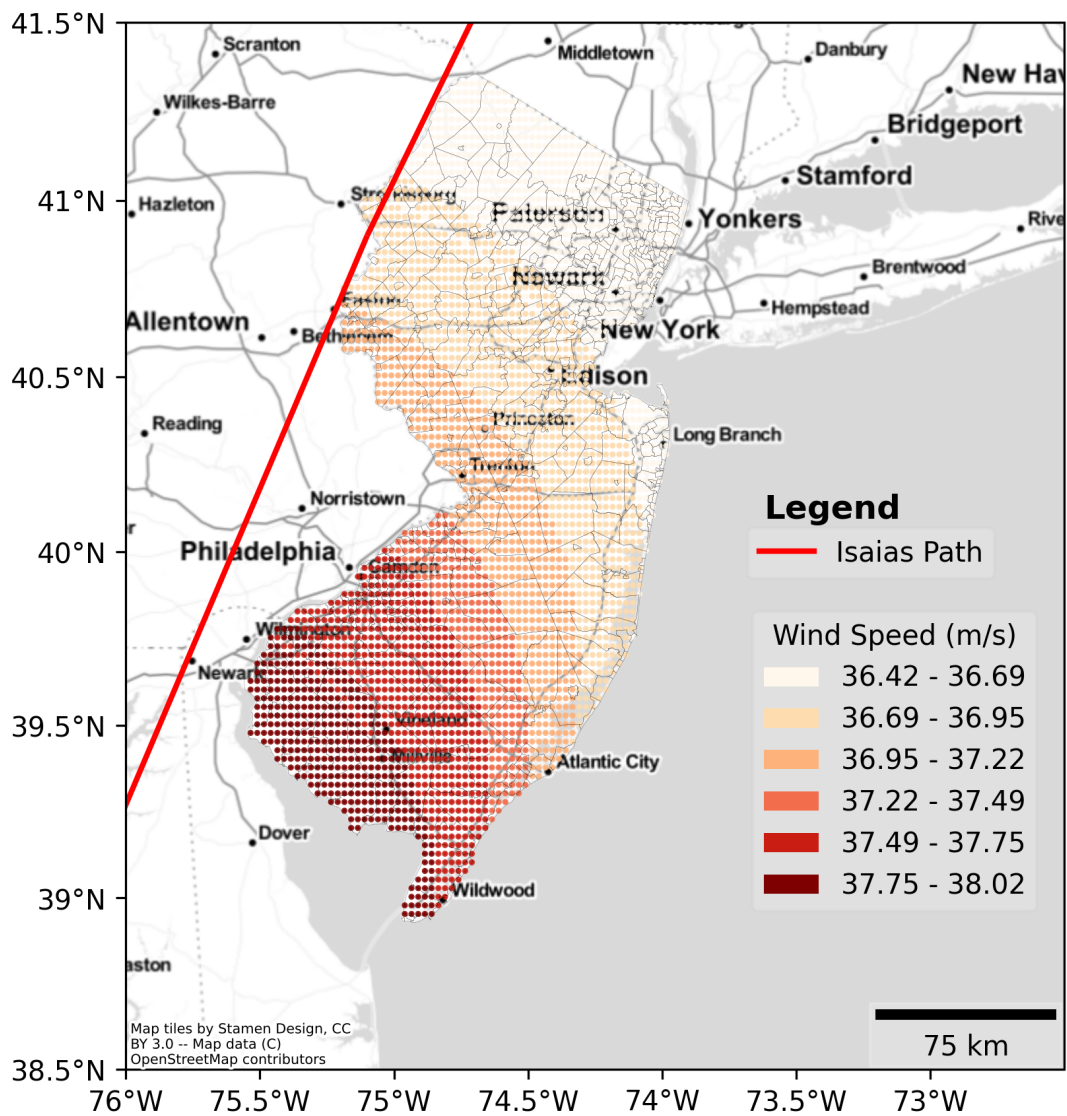 41.5°N
Scranton
Middletown
Danbury
New Hav
Wilkes-Barre
Bridgeport
Stamford
41°N
Stroudsburg
Hazleton
Paterson
Yonkers
Rive
Newark
Brentwood
Easton
Hempstead
Allentown
Bethlehem
New York
40.5°N
Edison
Reading
Princeton
Long Branch
Trenton
Norristown
Legend
40°N
Philadelphia
Camden
Isaias Path
Wilmington
Wind Speed (m/s)
Newark
36.42 - 36.69
39.5°N
Vineland
36.69 - 36.95
Millville
Atlantic City
36.95 - 37.22
37.22 - 37.49
Dover
37.49 - 37.75
39°N
Wildwood
37.75 - 38.02
aston
Map tiles by Stamen Design, CC
BY 3.0 -- Map data (C)
OpenStreetMap contributors
75 km
38.5°N
76°W
75.5°W
75°W
74.5°W
74°W
73.5°W
73°W